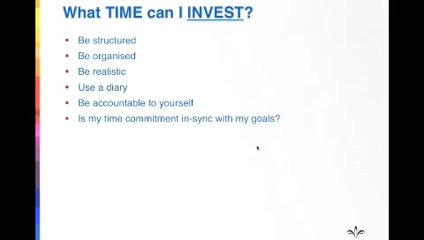 What TIME can I INVEST?
Be structured
Be organised
Be realistic
Use a diary
Be accountable to yourself
Is my time commitment in-sync with my goals?